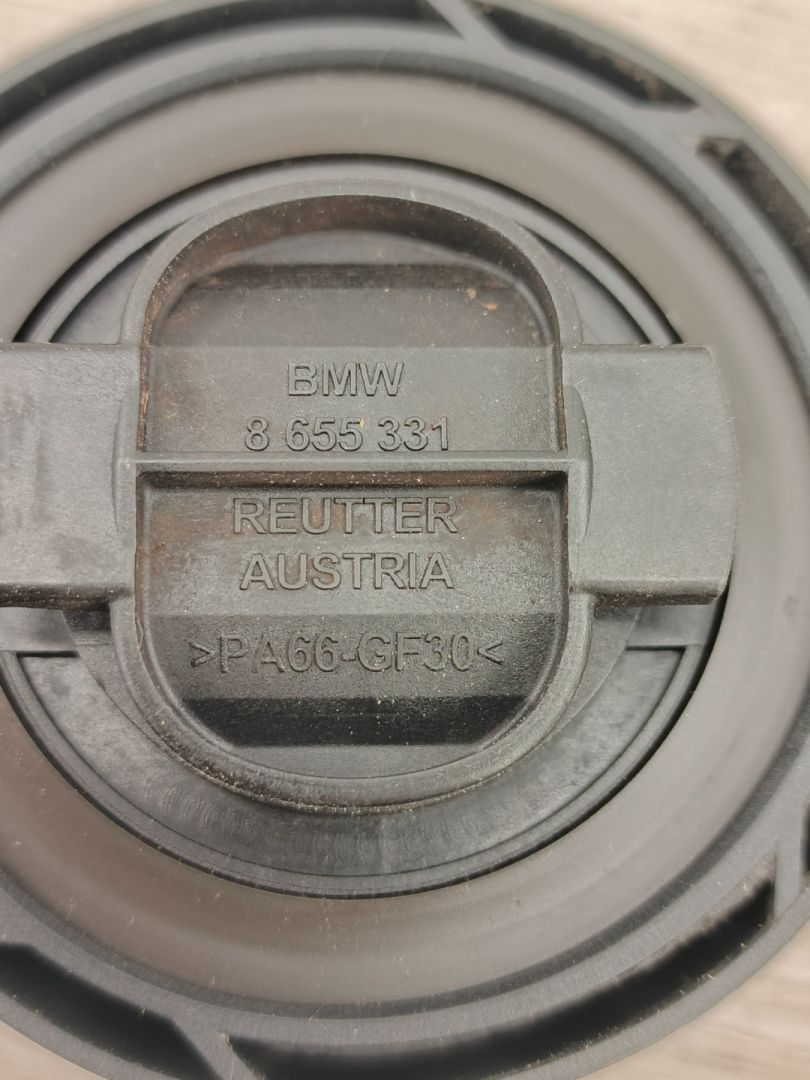 BMW
8 655 331
REUTTER
AUSTRIA
>PA66-GF30<